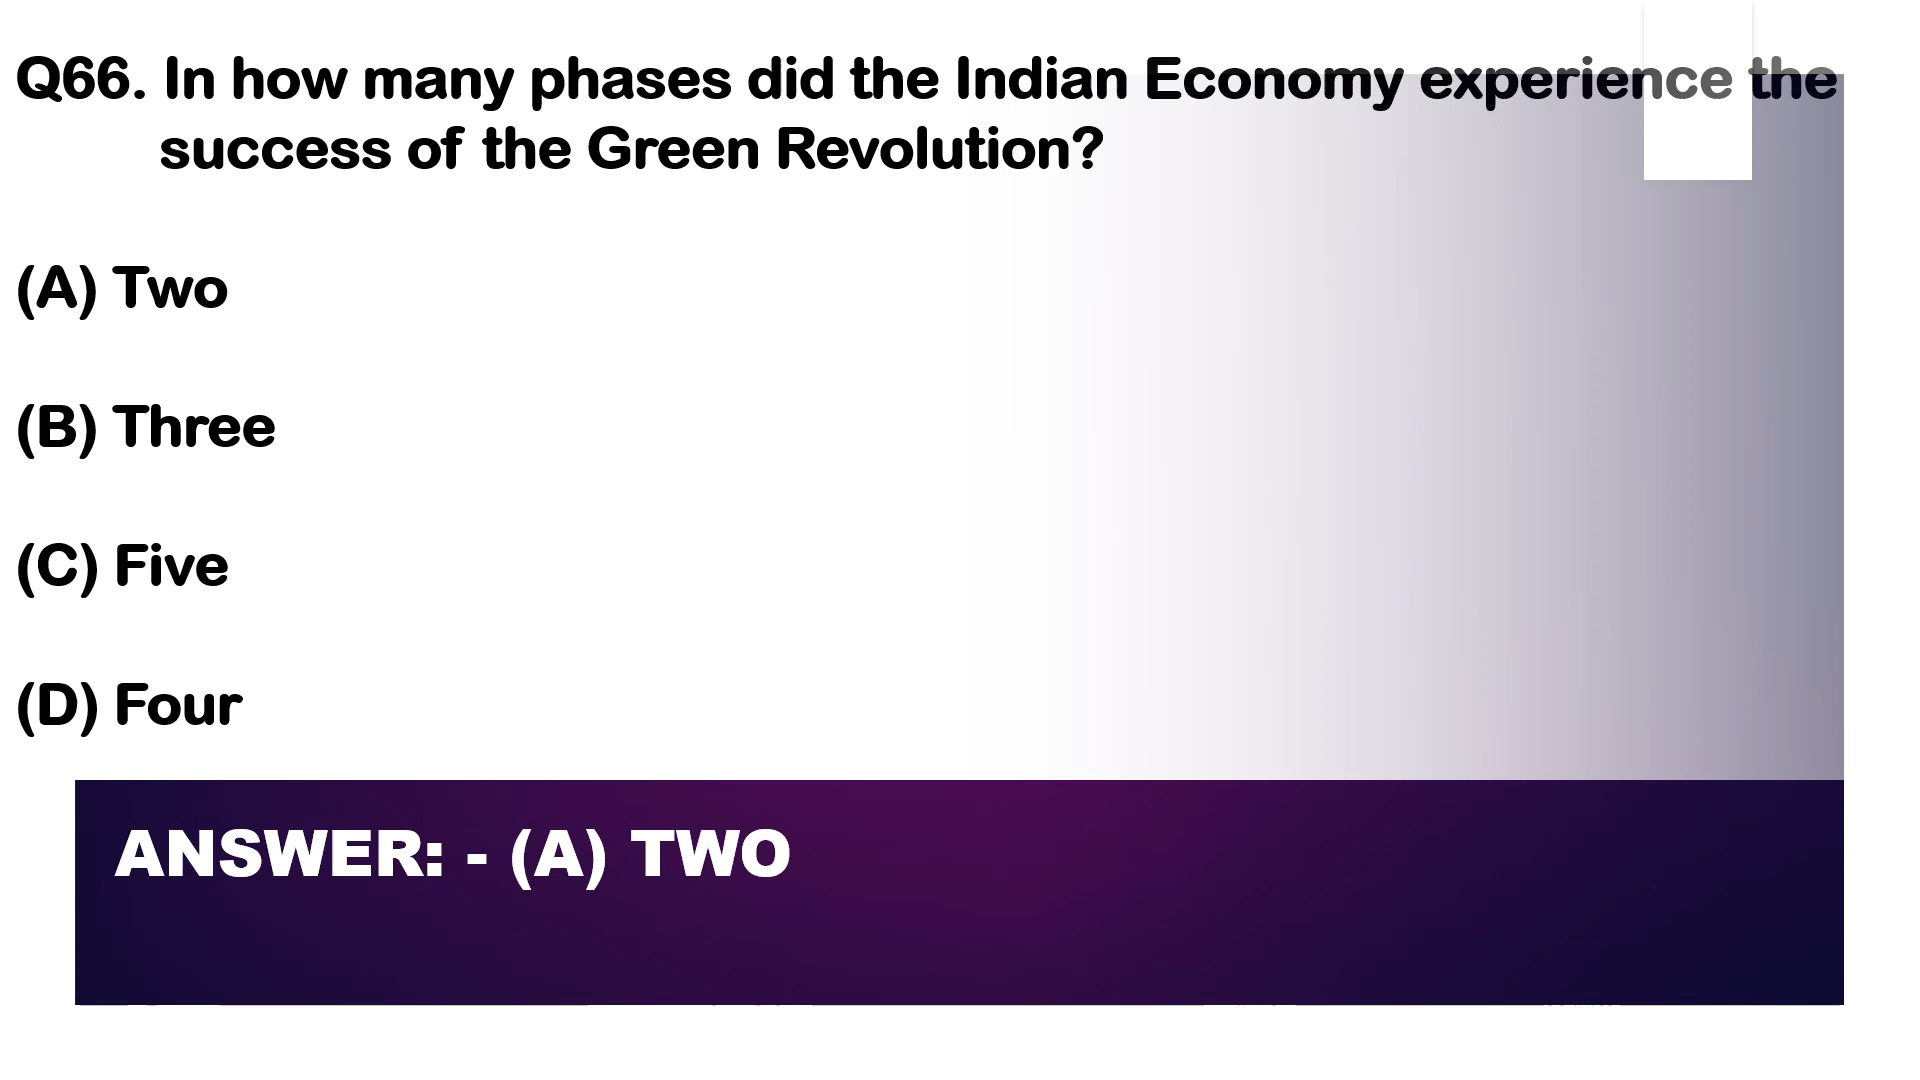 Q66. In how many phases did the Indian Economy experience the
success of the Green Revolution?
(A) Two
(B) Three
(C) Five
(D) Four
ANSWER: - (A) TWO